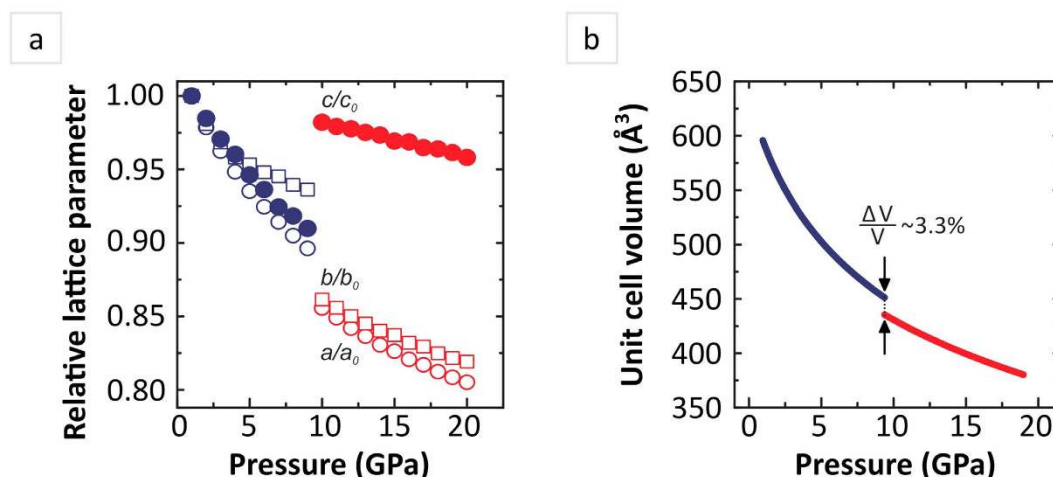 a
Relative lattice parameter
1.00
0.95
0.90
0.85
0.80
c/c0
b/b0
a/a0
0 5 10 15 20
Pressure (GPa)
b
Unit cell volume (Å³)
650
600
550
500
450
400
350
ΔV
V ~3.3%
0 5 10 15 20
Pressure (GPa)